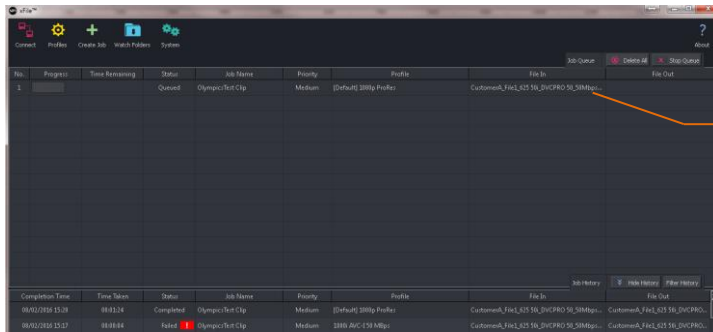 xFile™
Connect Profiles Create Job Watch Folders System About
Job Queue Delete All Stop Queue
No. Progress Time Remaining Status Job Name Priority Profile File In File Out
1 Queued OlympicsTest Clip Medium [Default] 1080p ProRes CustomerA_File1_625 50i_DVCPRO 50_50Mbps...
Job History Hide History Filter History
Completion Time Time Taken Status Job Name Priority Profile File In File Out
08/02/2016 15:20 00:01:24 Completed OlympicsTest Clip Medium [Default] 1080p ProRes CustomerA_File1_625 50i_DVCPRO 50_50Mbps... CustomerA_File1_625 50i_DVCPRO...
08/02/2016 15:17 00:00:04 Failed ! OlympicsTest Clip Medium 1080i AVC-I 50 MBps CustomerA_File1_625 50i_DVCPRO 50_50Mbps... CustomerA_File1_625 50i_DVCPRO...